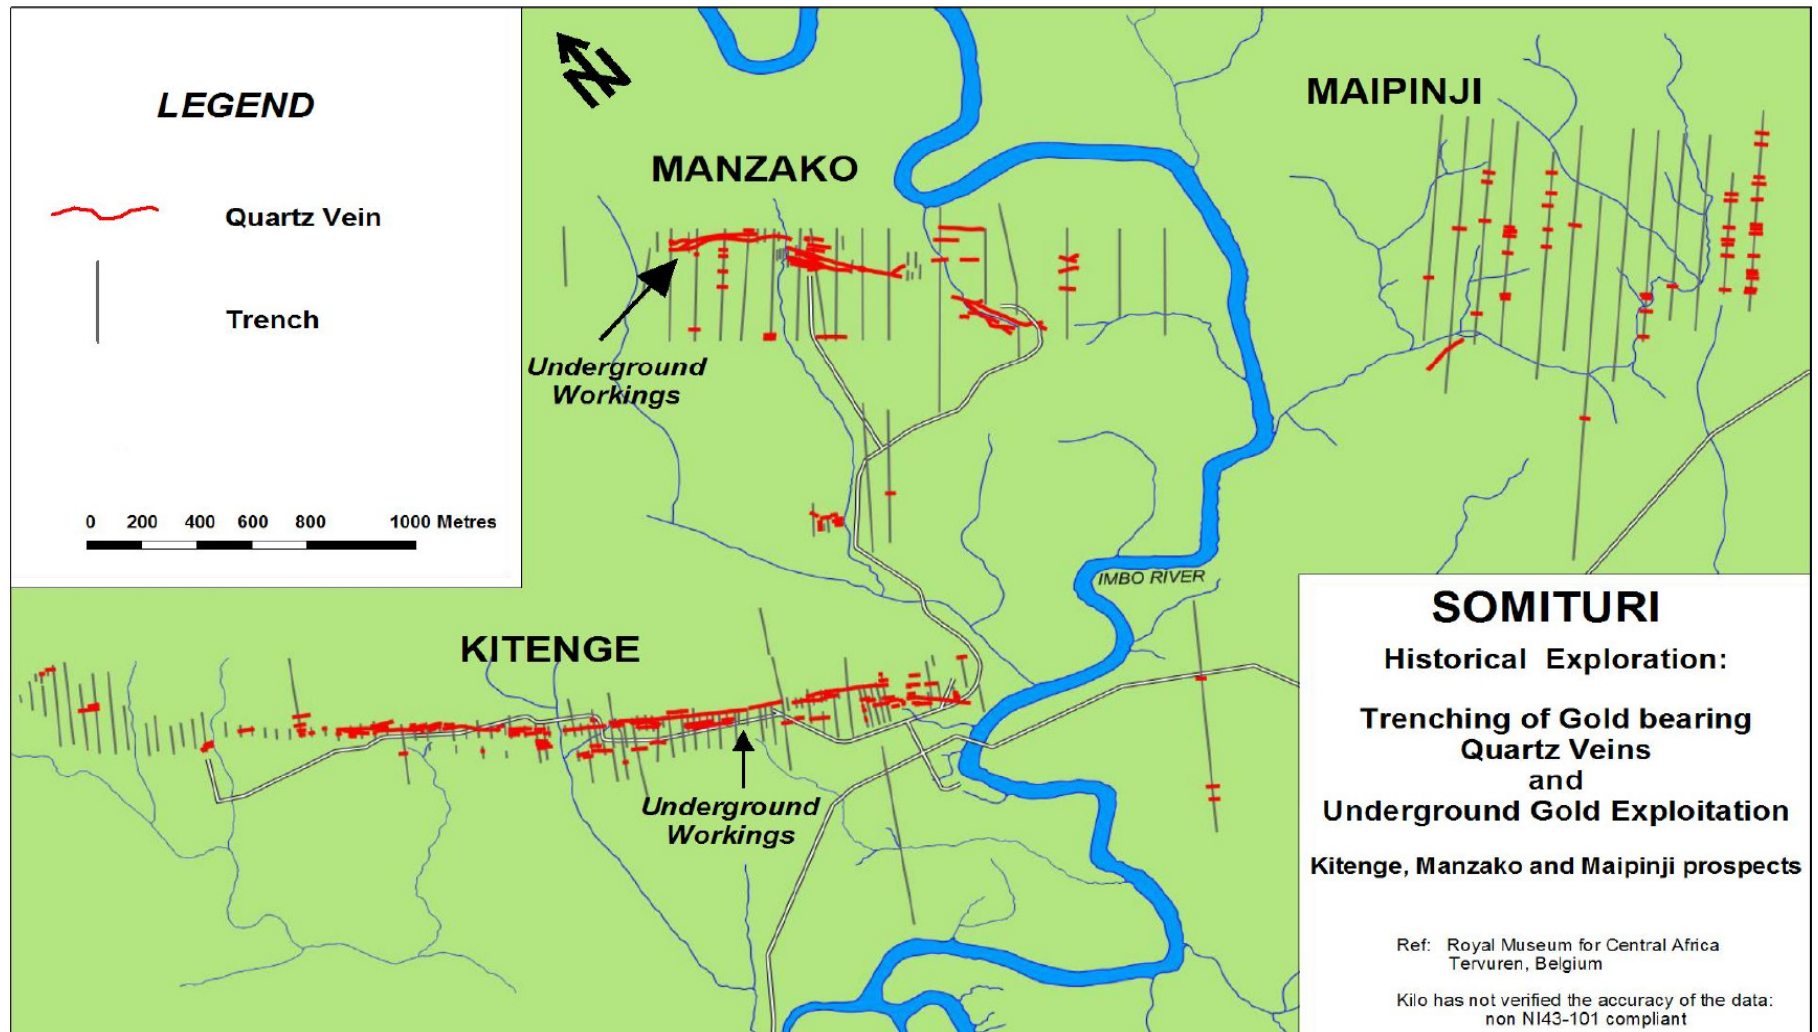 LEGEND
Quartz Vein
Trench
0 200 400 600 800 1000 Metres
N
MANZAKO
MAIPINJI
Underground
Workings
IMBO RIVER
KITENGE
Underground
Workings
SOMITURI
Historical Exploration:
Trenching of Gold bearing
Quartz Veins
and
Underground Gold Exploitation
Kitenge, Manzako and Maipinji prospects
Ref: Royal Museum for Central Africa
Tervuren, Belgium
Kilo has not verified the accuracy of the data:
non NI43-101 compliant